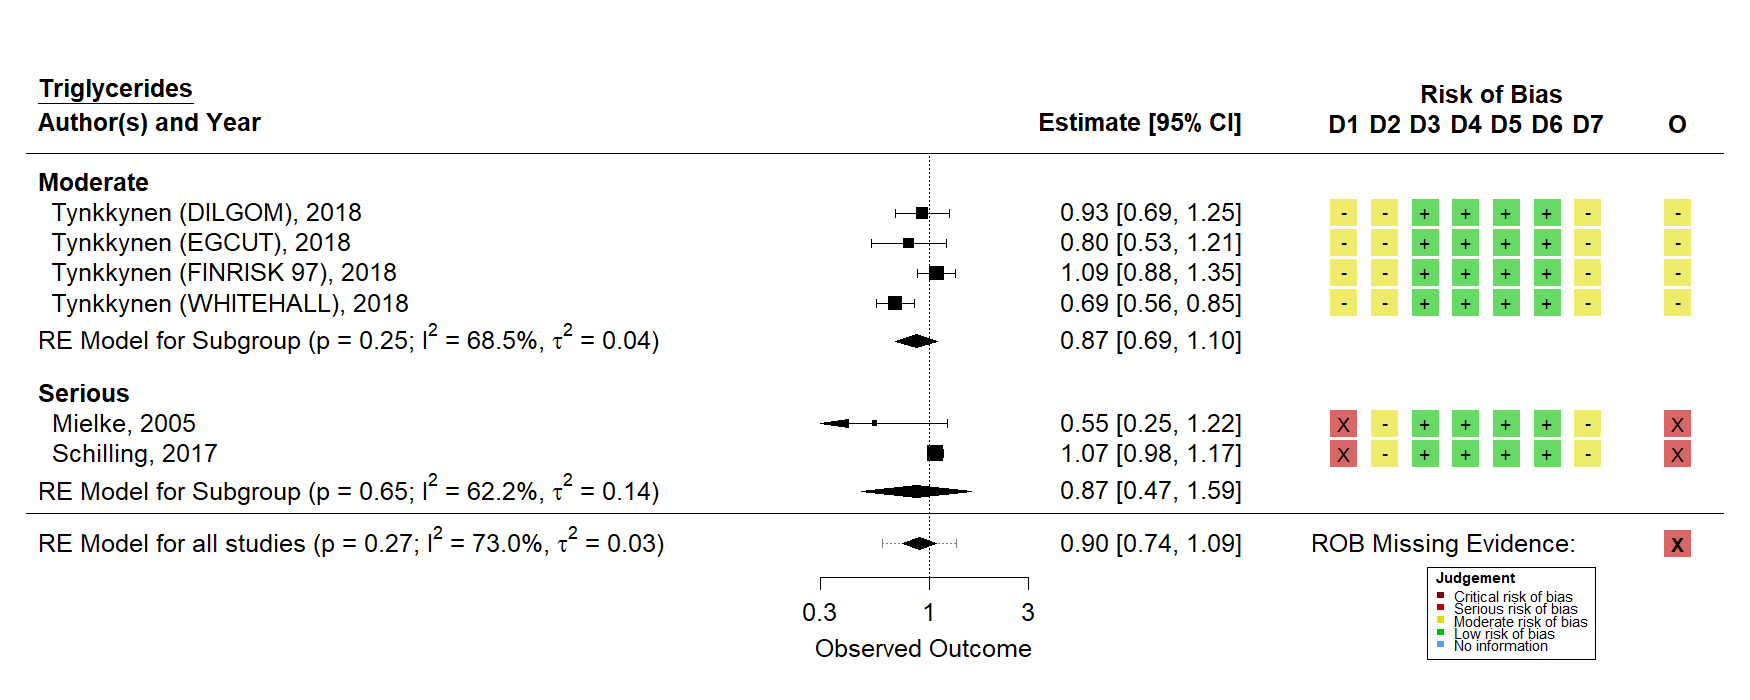 Triglycerides
Risk of Bias
Author(s) and Year Estimate [95% CI] D1 D2 D3 D4 D5 D6 D7 O
Moderate
Tynkkynen (DILGOM), 2018 0.93 [0.69, 1.25] - - + + + + - -
Tynkkynen (EGCUT), 2018 0.80 [0.53, 1.21] - - + + + + - -
Tynkkynen (FINRISK 97), 2018 1.09 [0.88, 1.35] - - + + + + - -
Tynkkynen (WHITEHALL), 2018 0.69 [0.56, 0.85] - - + + + + - -
RE Model for Subgroup (p = 0.25; I² = 68.5%, τ² = 0.04) 0.87 [0.69, 1.10]
Serious
Mielke, 2005 0.55 [0.25, 1.22] X - + + + + - X
Schilling, 2017 1.07 [0.98, 1.17] X - + + + + - X
RE Model for Subgroup (p = 0.65; I² = 62.2%, τ² = 0.14) 0.87 [0.47, 1.59]
RE Model for all studies (p = 0.27; I² = 73.0%, τ² = 0.03) 0.90 [0.74, 1.09] ROB Missing Evidence: X
0.3 1 3
Observed Outcome
Judgement
Critical risk of bias
Serious risk of bias
Moderate risk of bias
Low risk of bias
No information